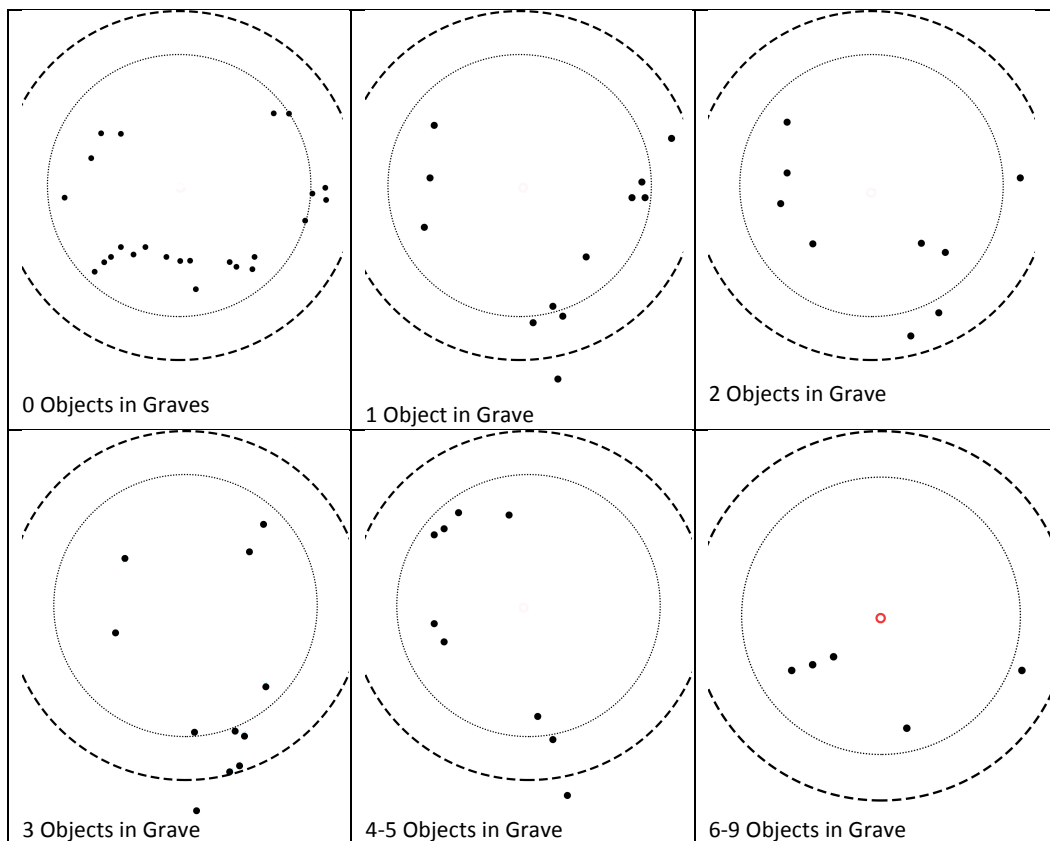 0 Objects in Graves
1 Object in Grave
2 Objects in Grave
3 Objects in Grave
4-5 Objects in Grave
6-9 Objects in Grave